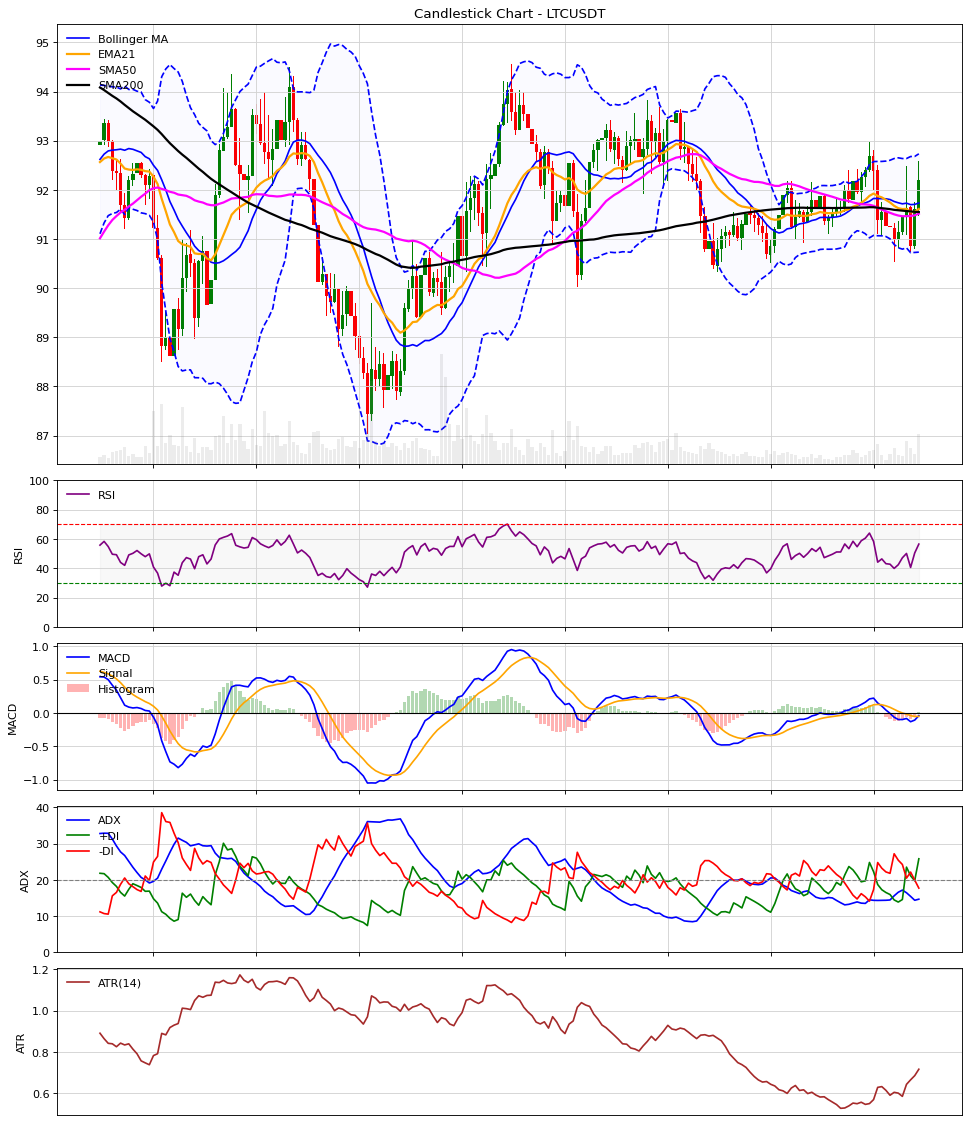 Candlestick Chart - LTCUSDT
Bollinger MA
EMA21
SMA50
SMA200
95
94
93
92
91
90
89
88
87
RSI
RSI
100
80
60
40
20
0
MACD
Signal
Histogram
MACD
1.0
0.5
0.0
−0.5
−1.0
ADX
+DI
-DI
ADX
40
30
20
10
0
ATR(14)
ATR
1.2
1.0
0.8
0.6